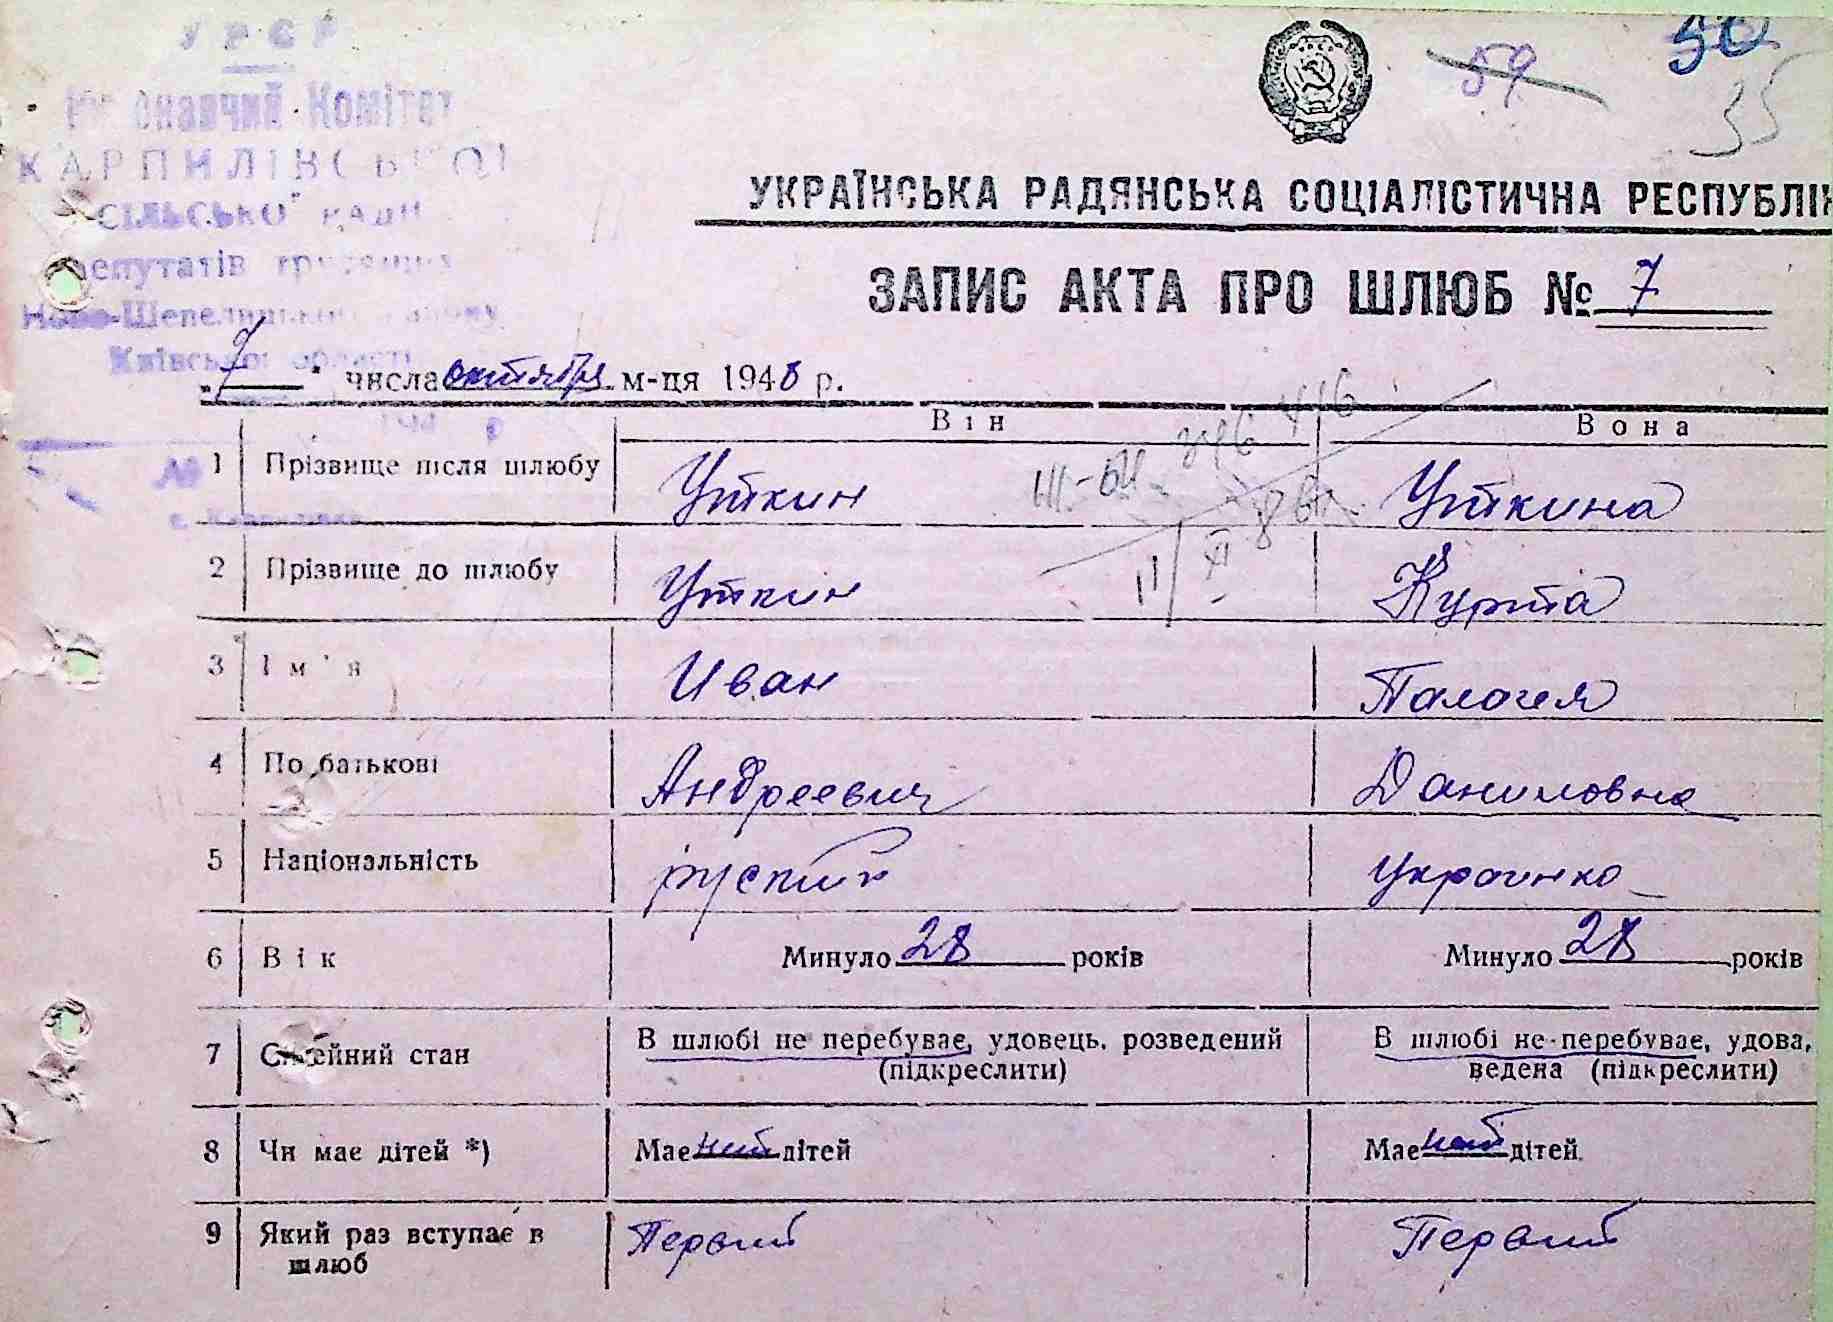 УРСР
Комітет
КАРПИЛІВСЬКОЇ
СІЛЬСЬКОЇ РАДИ
депутатів трудящих
Ново-Шепелицького району
Київської області
59
50
35
УКРАЇНСЬКА РАДЯНСЬКА СОЦІАЛІСТИЧНА РЕСПУБЛІК
ЗАПИС АКТА ПРО ШЛЮБ № 7
„7" числа октября м-ця 1948 р.
Він Вона
1 Прізвище після шлюбу Уткин Уткина
2 Прізвище до шлюбу Уткин Курта
3 Ім'я Иван Палагея
4 По батькові Андреевич Даниловна
5 Національність руский украинка
6 Вік Минуло 28 років Минуло 28 років
7 Сімейний стан В шлюбі не перебуває, удовець, розведений В шлюбі не перебуває, удова,
(підкреслити) ведена (підкреслити)
8 Чи має дітей *) Має нет дітей Має нет дітей
9 Який раз вступає в Первый Первый
шлюб